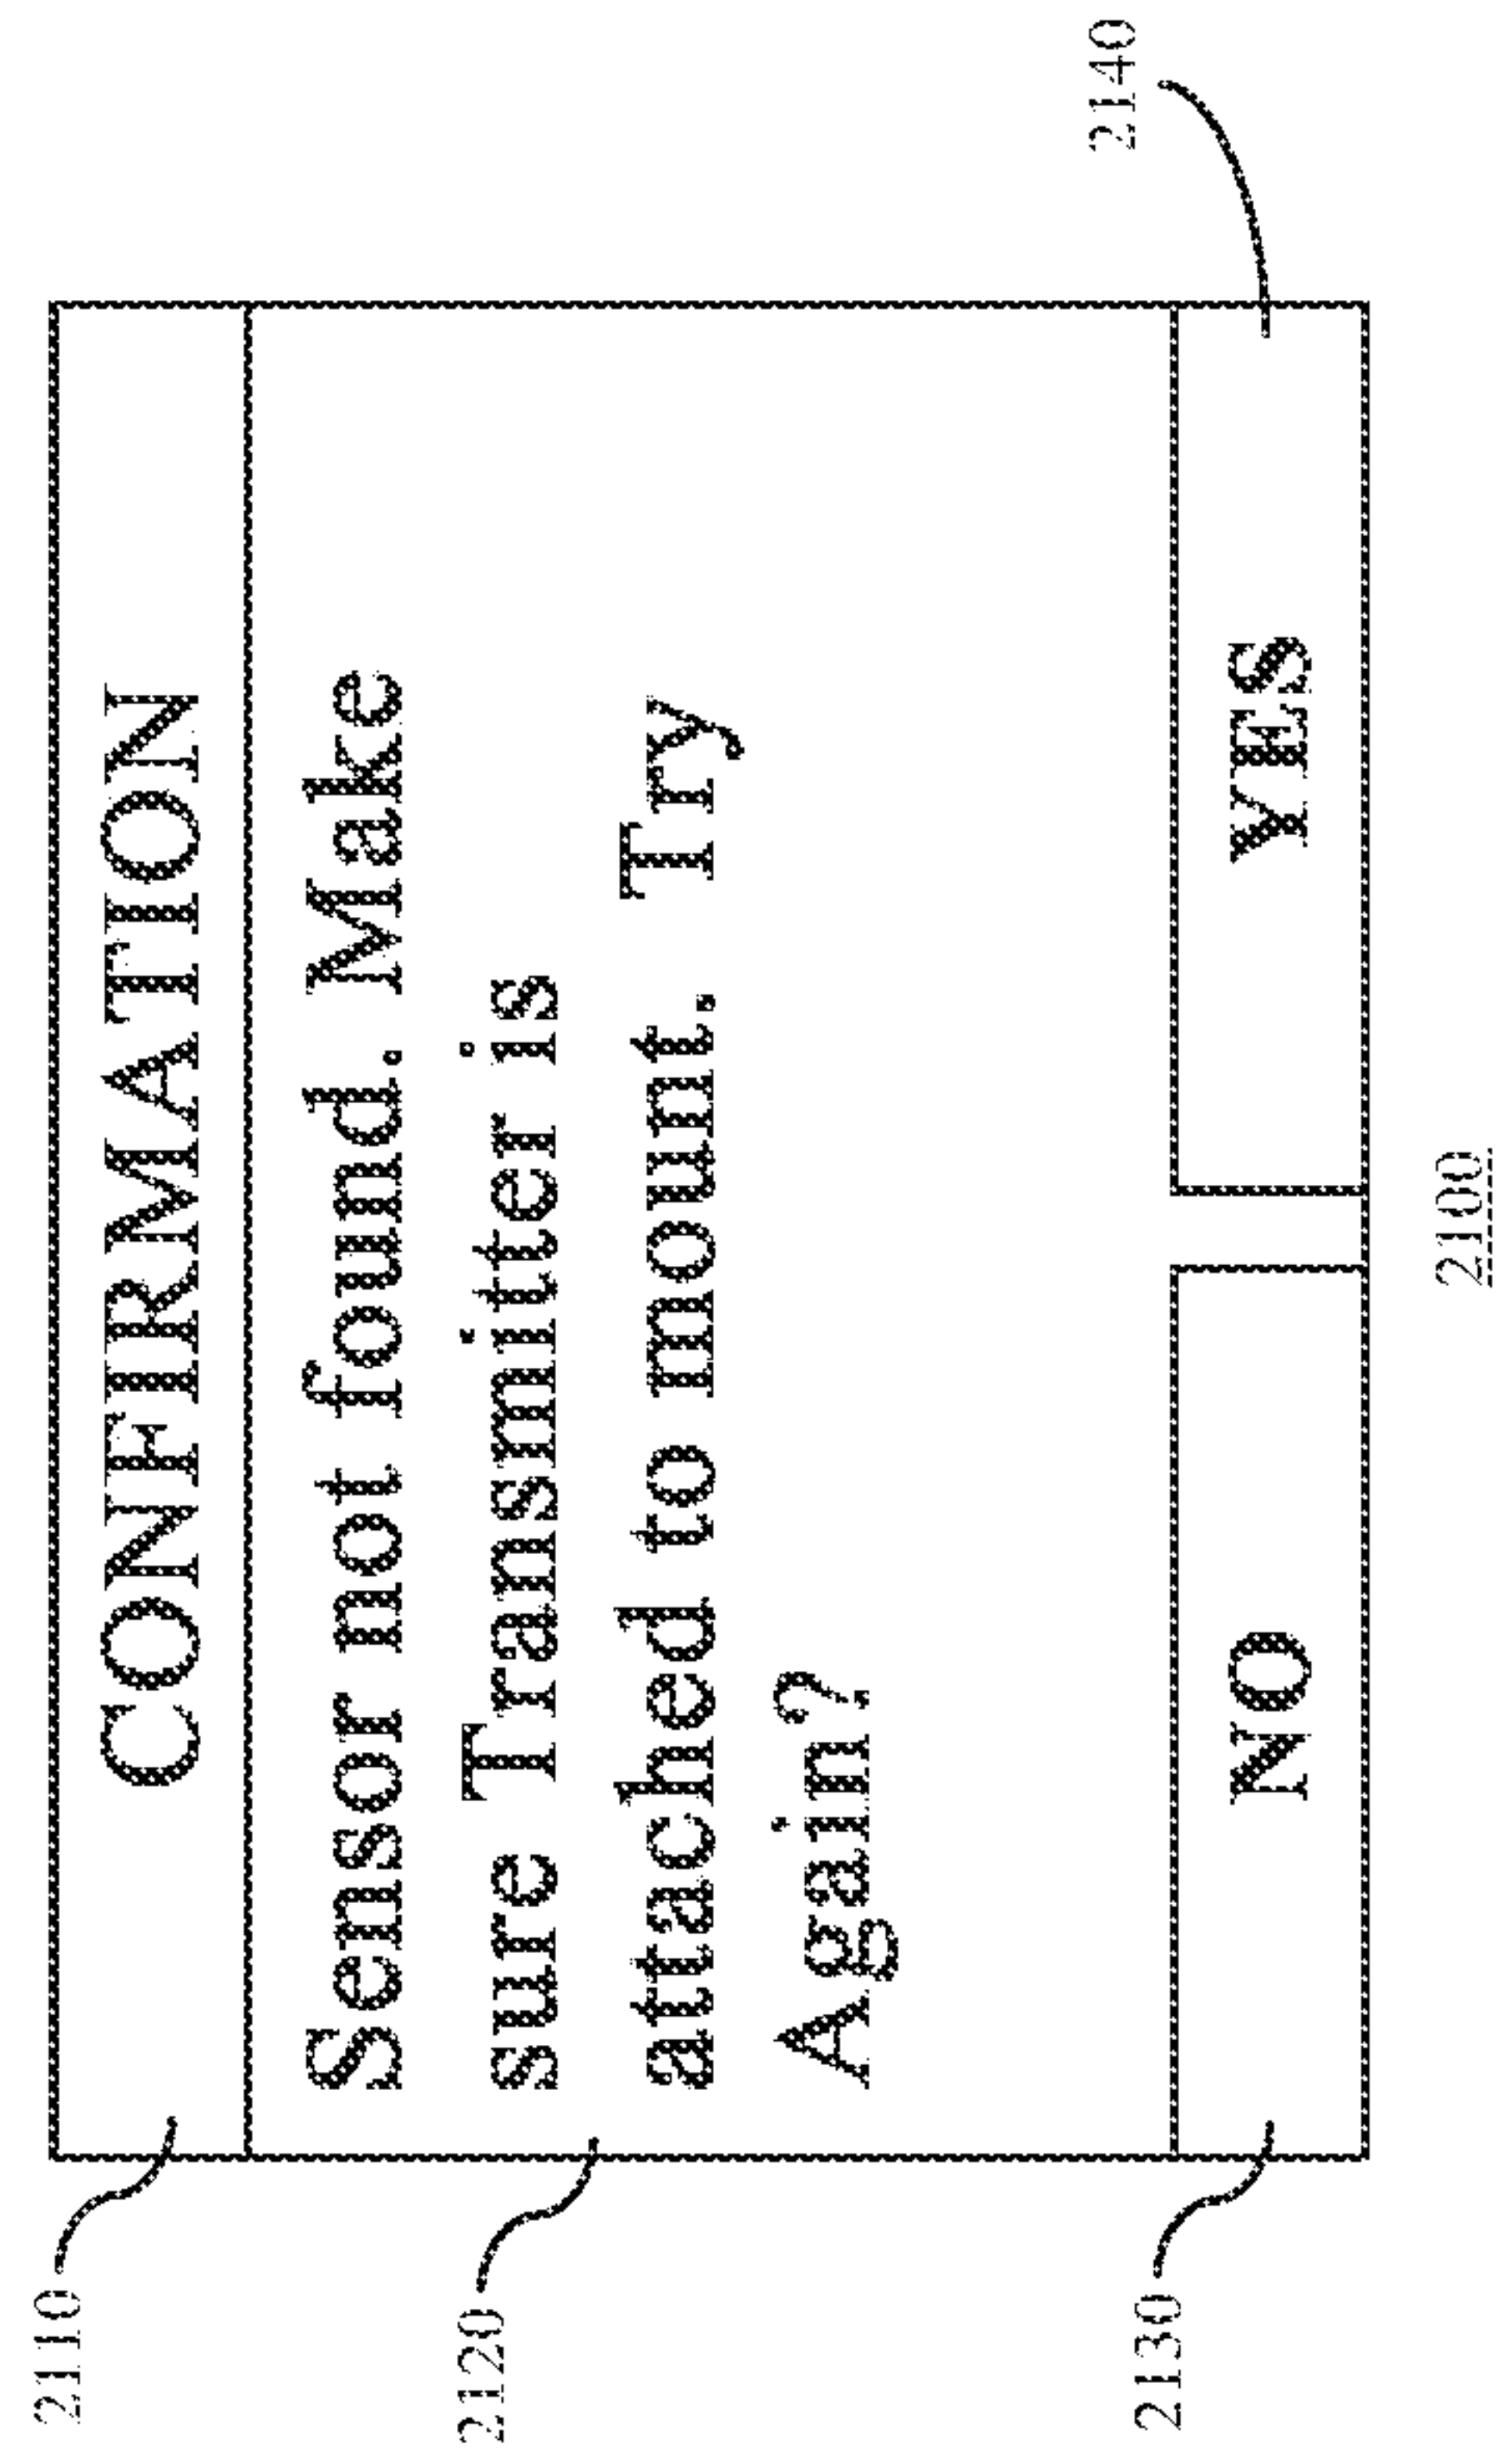 2110
CONFIRMATION
2120
Sensor not found. Make
sure Transmitter is
attached to mount. Try
Again?
2130
NO
YES
2140
2100